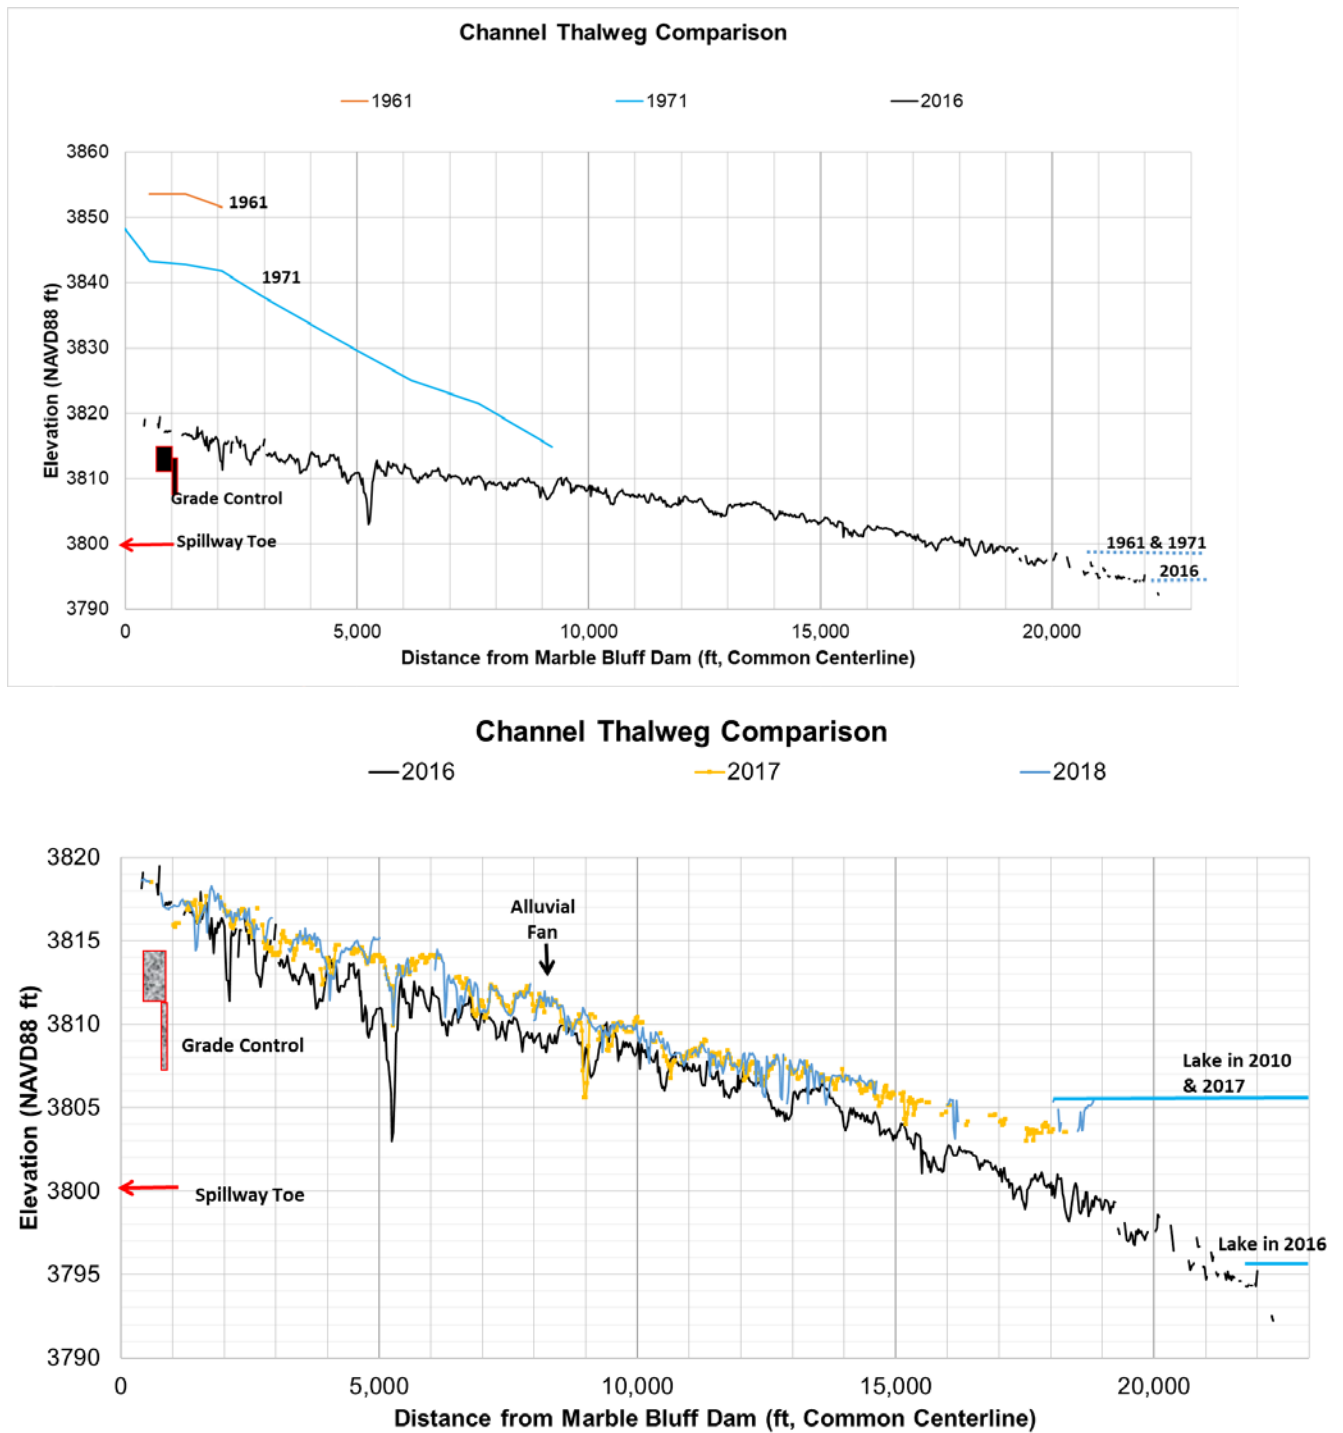 Channel Thalweg Comparison
1961 1971 2016
3860
3850
3840
3830
3820
3810
3800
3790
Elevation (NAVD88 ft)
1961
1971
Grade Control
Spillway Toe
1961 & 1971
2016
0 5,000 10,000 15,000 20,000
Distance from Marble Bluff Dam (ft, Common Centerline)
Channel Thalweg Comparison
2016 2017 2018
3820
3815
3810
3805
3800
3795
3790
Elevation (NAVD88 ft)
Alluvial
Fan
Grade Control
Lake in 2010
& 2017
Spillway Toe
Lake in 2016
0 5,000 10,000 15,000 20,000
Distance from Marble Bluff Dam (ft, Common Centerline)